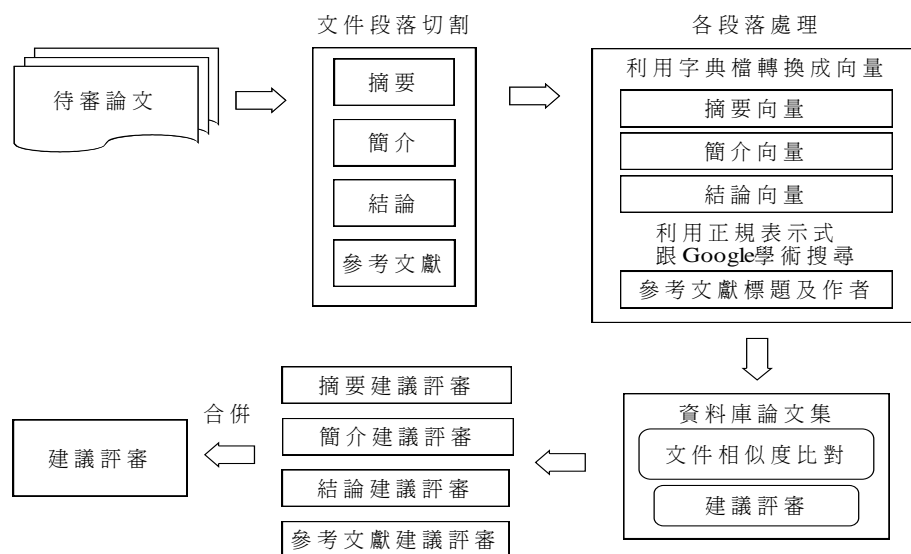 文件段落切割
各段落處理
待審論文
摘要
簡介
結論
參考文獻
利用字典檔轉換成向量
摘要向量
簡介向量
結論向量
利用正規表示式
跟Google學術搜尋
參考文獻標題及作者
資料庫論文集
文件相似度比對
建議評審
摘要建議評審
簡介建議評審
結論建議評審
參考文獻建議評審
合併
建議評審